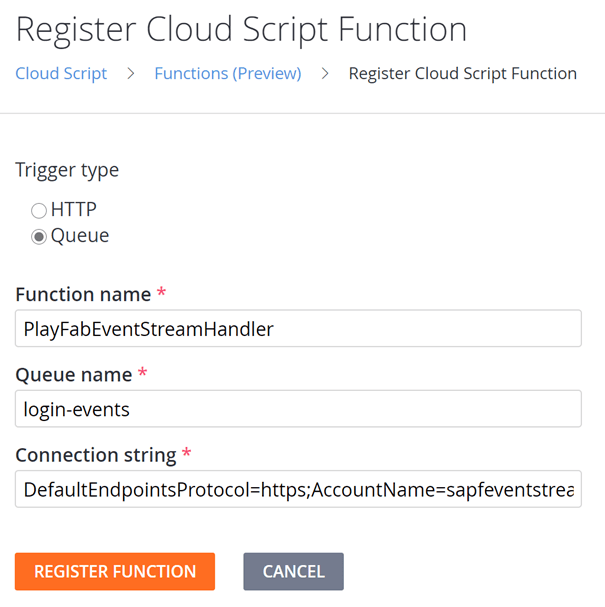 Register Cloud Script Function
Cloud Script > Functions (Preview) > Register Cloud Script Function
Trigger type
HTTP
Queue
Function name *
PlayFabEventStreamHandler
Queue name *
login-events
Connection string *
DefaultEndpointsProtocol=https;AccountName=sapfeventstrea
REGISTER FUNCTION CANCEL